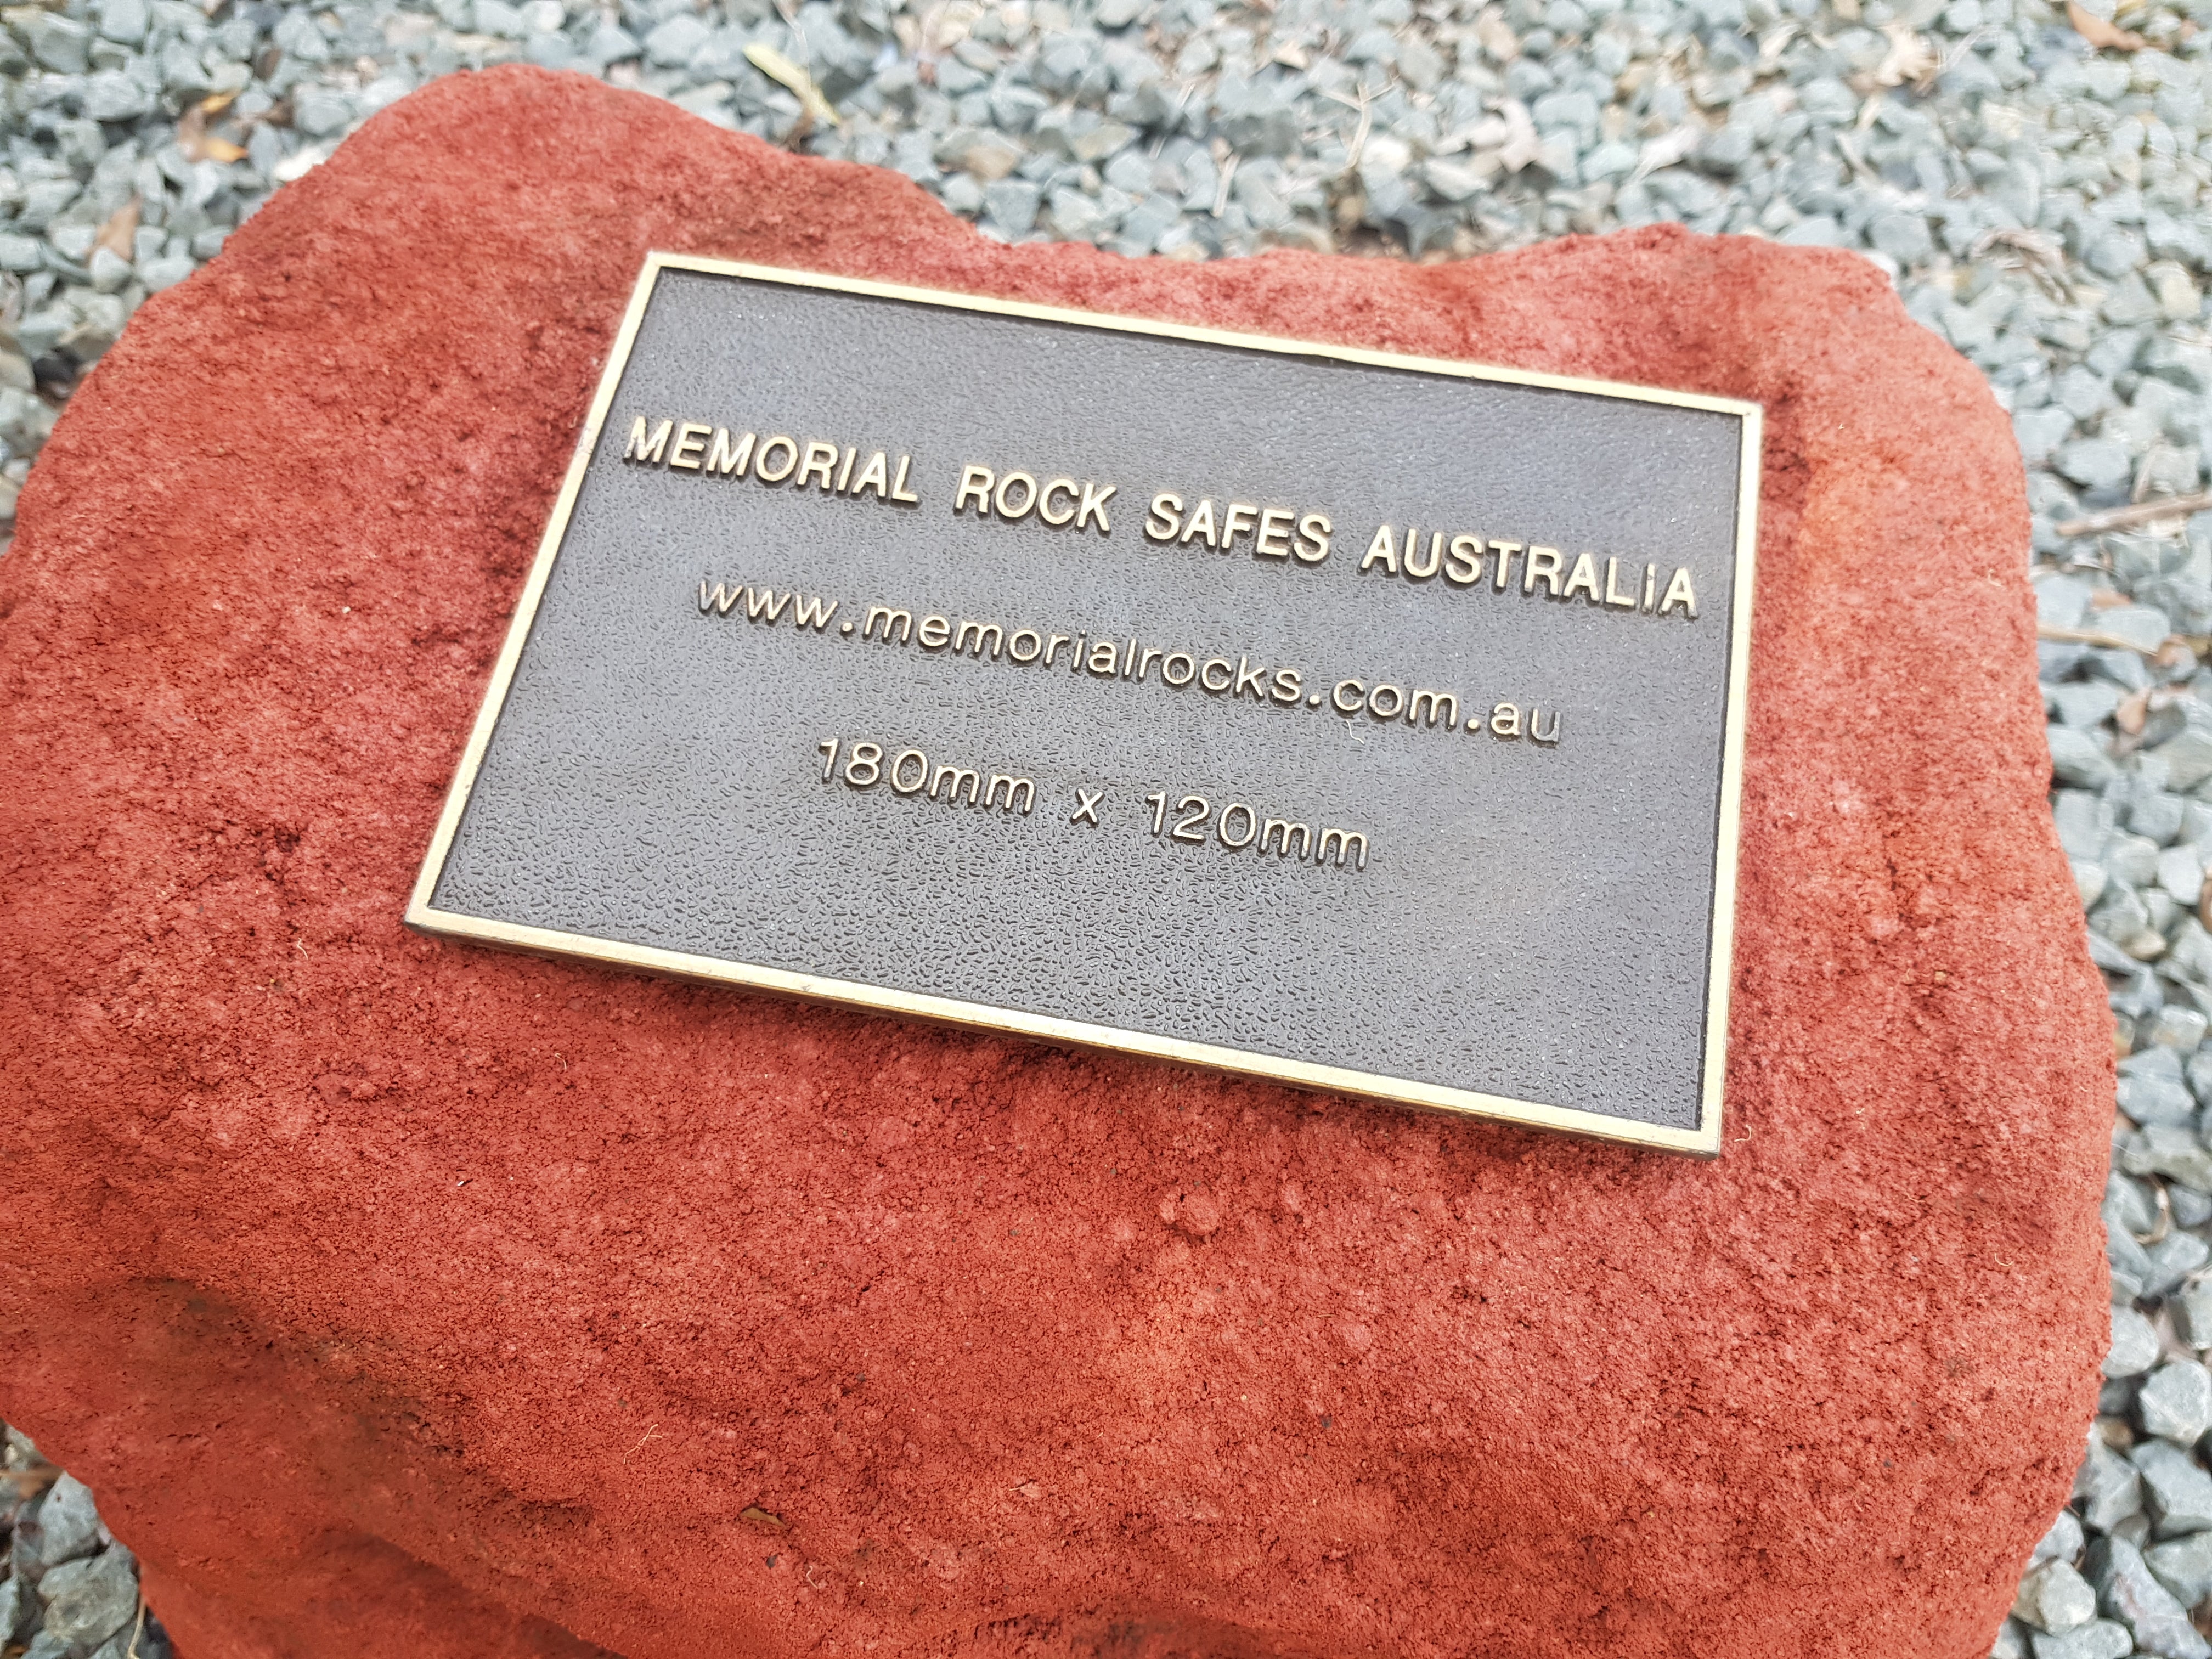 MEMORIAL ROCK SAFES AUSTRALiA
www.memorialrocks.com.au
180mm x 120mm